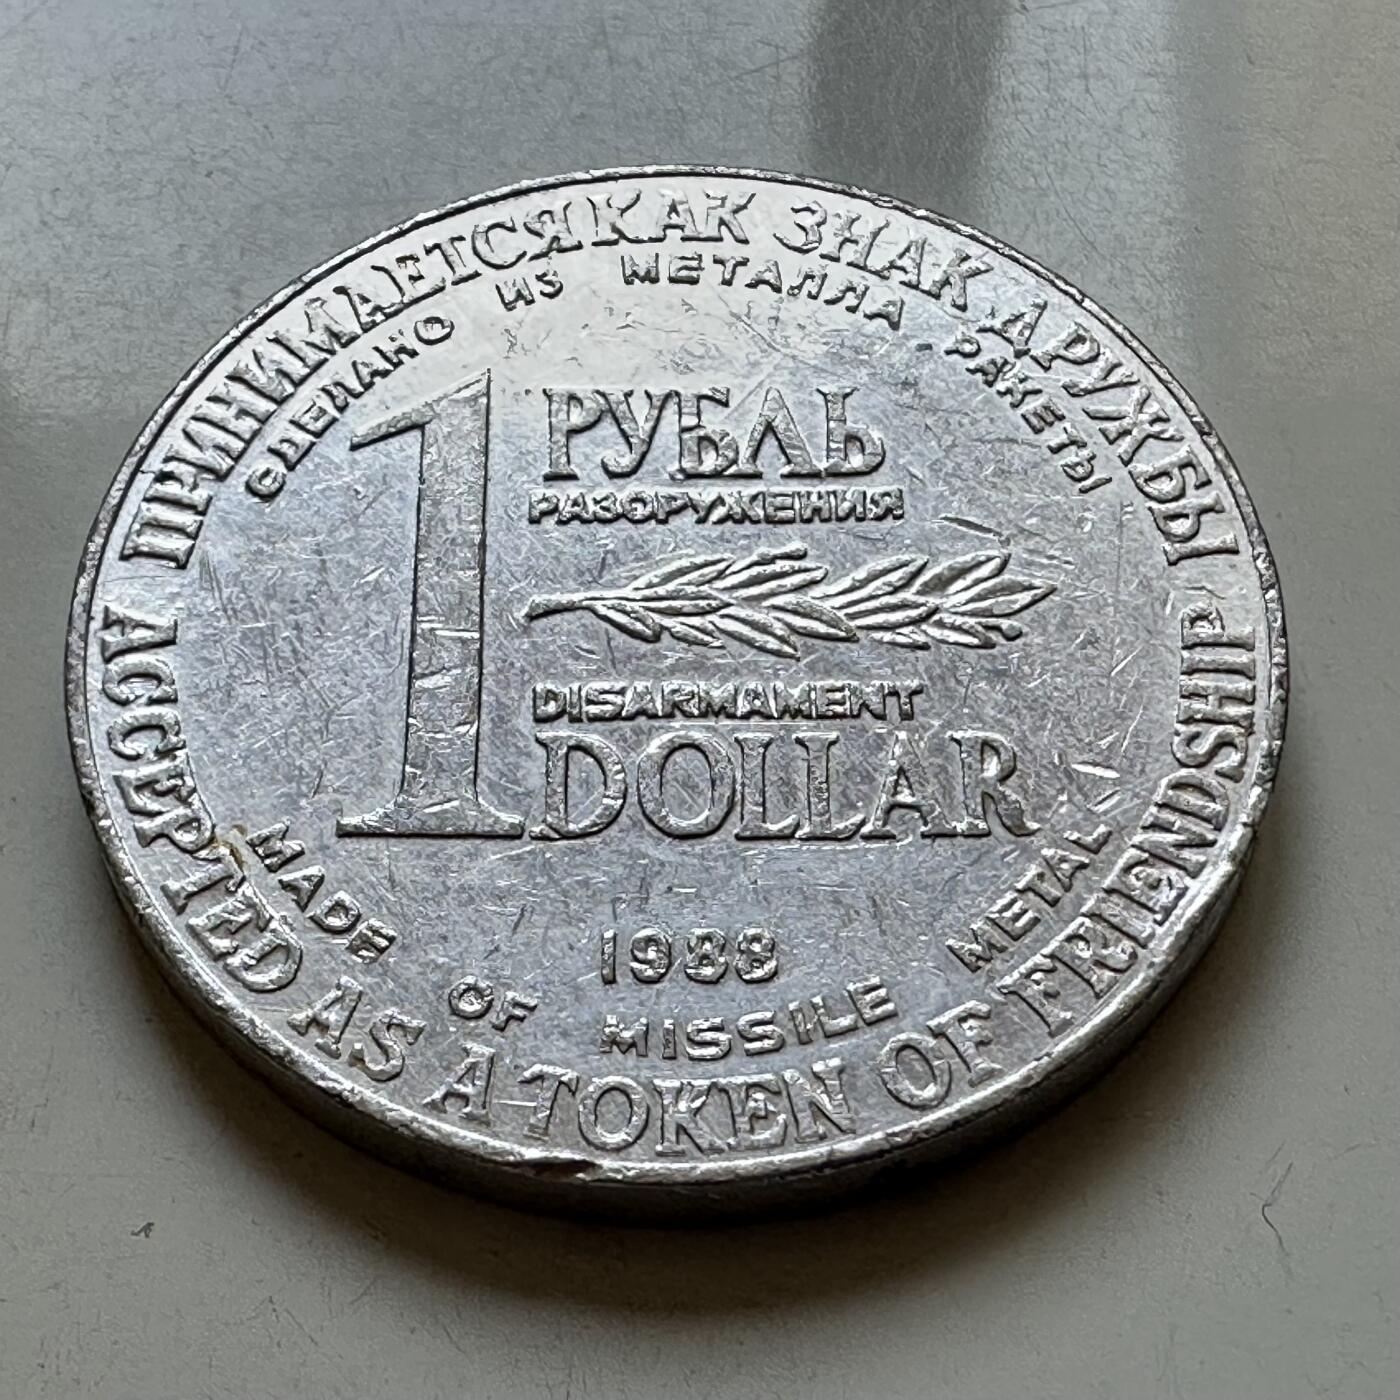 ПРИНИМАЕТСЯ КАК ЗНАК ДРУЖБЫ
СДЕЛАНО ИЗ МЕТАЛЛА РАКЕТЫ
1 РУБЛЬ
РАЗОРУЖЕНИЯ
DISARMAMENT
DOLLAR
1988
MADE OF MISSILE METAL
ACCEPTED AS A TOKEN OF FRIENDSHIP